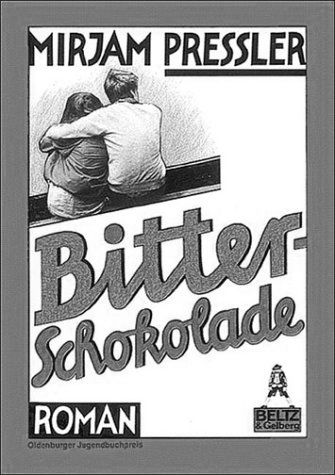 MIRJAM PRESSLER
Bitter-
Schokolade
ROMAN
BELTZ
& Gelberg
Oldenburger Jugendbuchpreis